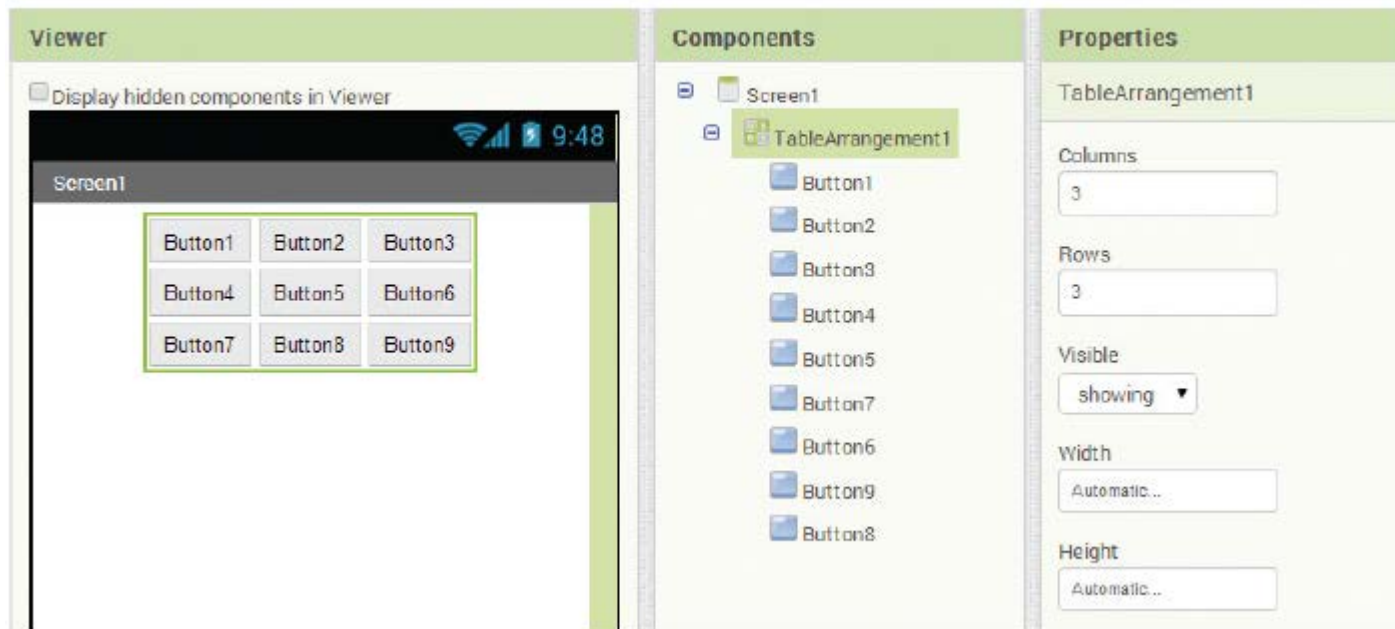 Viewer
Display hidden components in Viewer
9:48
Screen1
Button1 Button2 Button3
Button4 Button5 Button6
Button7 Button8 Button9
Components
Screen1
TableArrangement1
Button1
Button2
Button3
Button4
Button5
Button7
Button6
Button9
Button8
Properties
TableArrangement1
Columns
3
Rows
3
Visible
showing
Width
Automatic...
Height
Automatic...